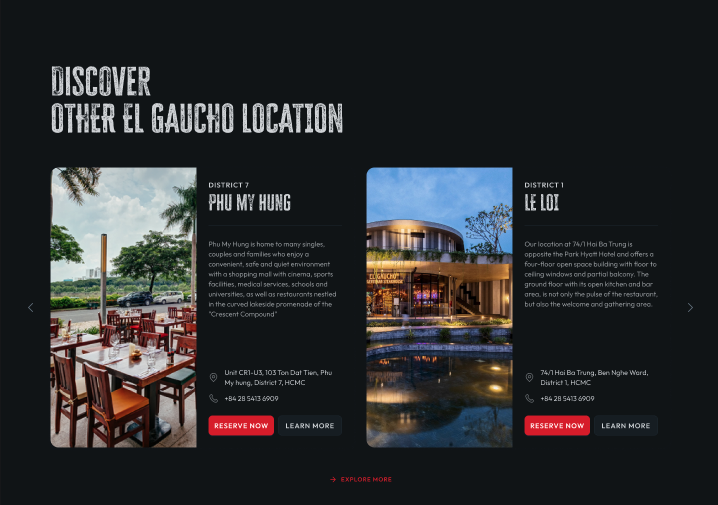 DISCOVER
OTHER EL GAUCHO LOCATION
DISTRICT 7
PHU MY HUNG
Phu My Hung is home to many singles,
couples and families who enjoy a
convenient, safe and quiet environment
with a shopping mall with cinema, sports
facilities, medical services, schools and
universities, as well as restaurants nestled
in the curved lakeside promenade of the
"Crescent Compound"
Unit CR1-U3, 103 Ton Dat Tien, Phu
My hung, District 7, HCMC
+84 28 5413 6909
RESERVE NOW
LEARN MORE
EL GAUCHO
DISTRICT 1
LE LOI
Our location at 74/1 Hai Ba Trung is
opposite the Park Hyatt Hotel and offers a
four-floor open space building with floor to
ceiling windows and partial balcony. The
ground floor with its open kitchen and bar
area, is not only the pulse of the restaurant,
but also the welcome and gathering area.
74/1 Hai Ba Trung, Ben Nghe Ward,
District 1, HCMC
+84 28 5413 6909
RESERVE NOW
LEARN MORE
EXPLORE MORE